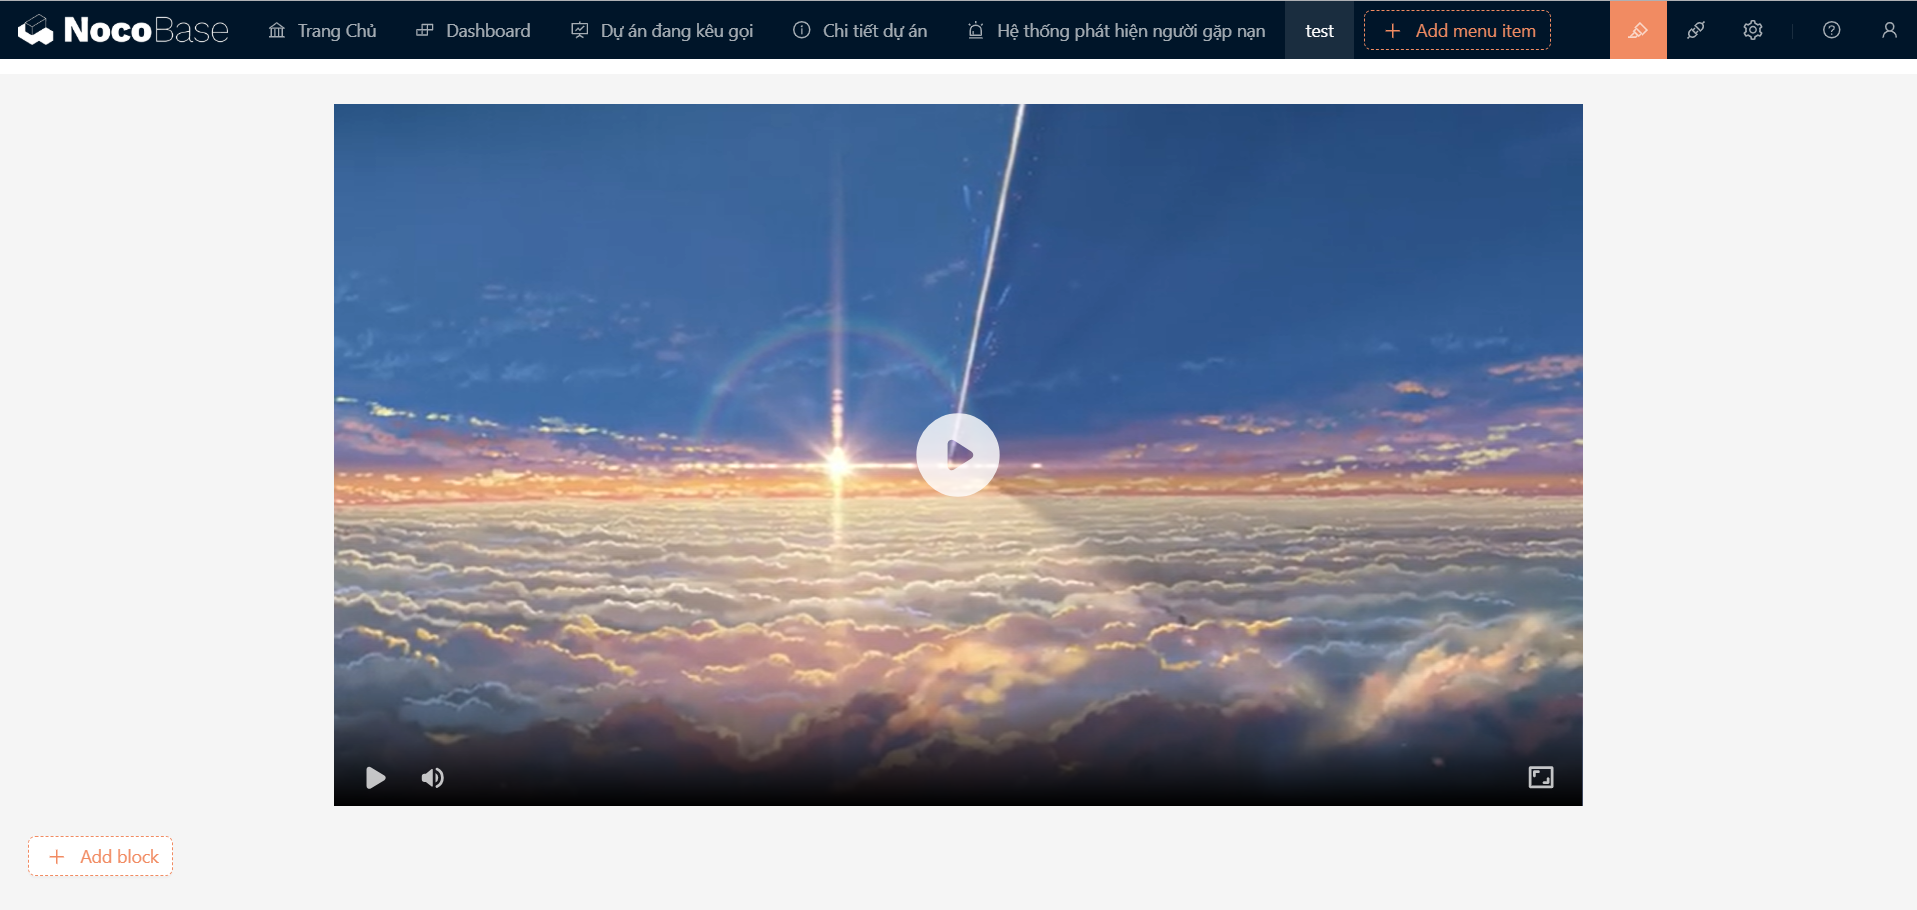 NocoBase
Trang Chủ
Dashboard
Dự án đang kêu gọi
Chi tiết dự án
Hệ thống phát hiện người gặp nạn
test
Add menu item
Add block